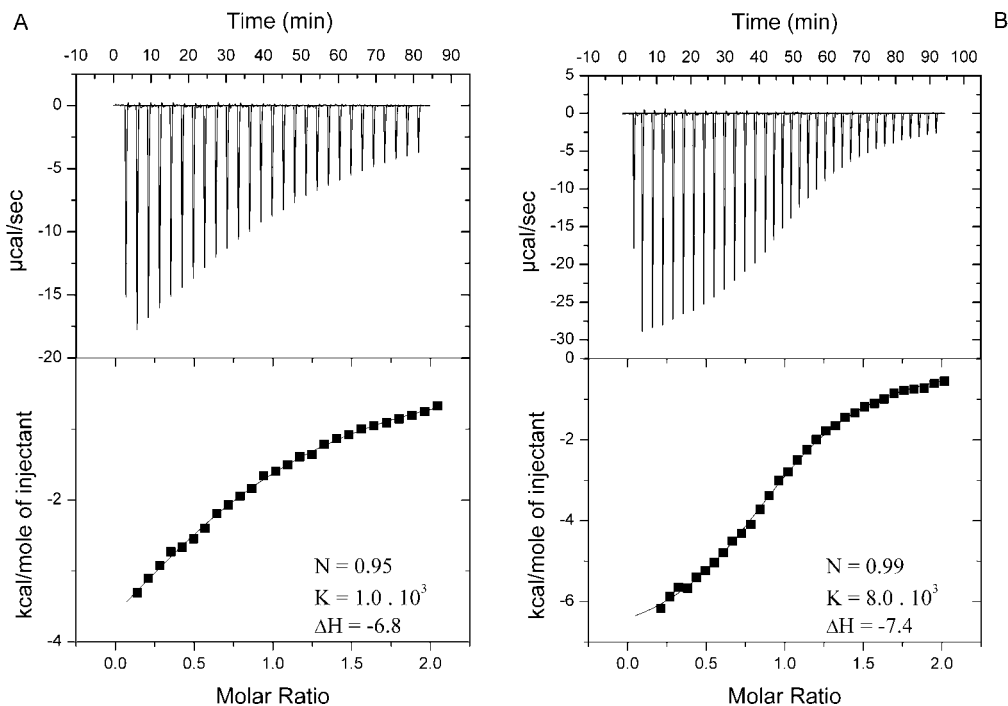 A
Time (min)
-10 0 10 20 30 40 50 60 70 80 90
0
-5
-10
-15
-20
µcal/sec
-2
-4
kcal/mole of injectant
N = 0.95
K = 1.0 . 10³
ΔH = -6.8
0.0 0.5 1.0 1.5 2.0
Molar Ratio
B
Time (min)
-10 0 10 20 30 40 50 60 70 80 90 100
5
0
-5
-10
-15
-20
-25
-30
µcal/sec
0
-2
-4
-6
kcal/mole of injectant
N = 0.99
K = 8.0 . 10³
ΔH = -7.4
0.0 0.5 1.0 1.5 2.0
Molar Ratio